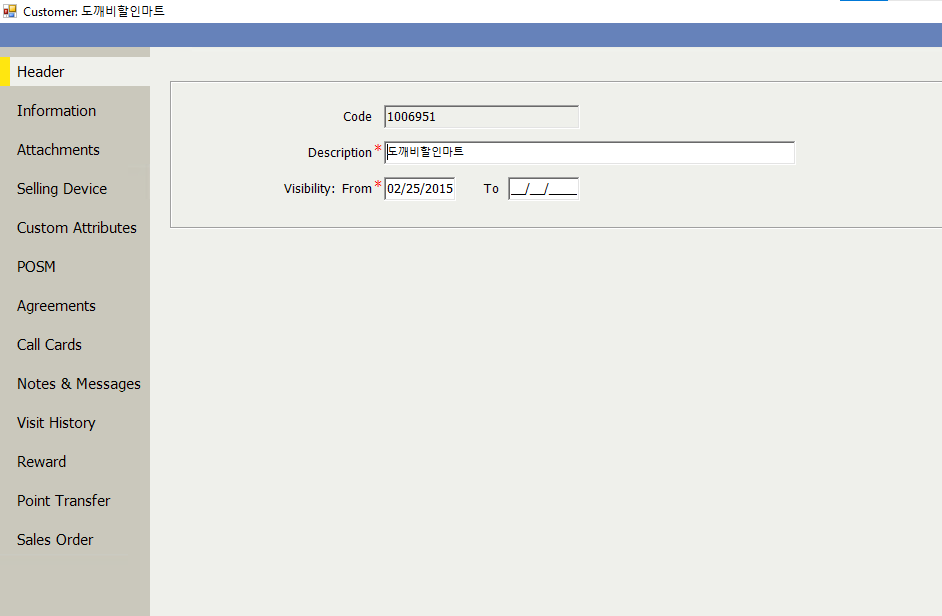 Customer: 도깨비할인마트
Header
Information
Attachments
Selling Device
Custom Attributes
POSM
Agreements
Call Cards
Notes & Messages
Visit History
Reward
Point Transfer
Sales Order
Code 1006951
Description* 도깨비할인마트
Visibility: From* 02/25/2015 To __/__/____